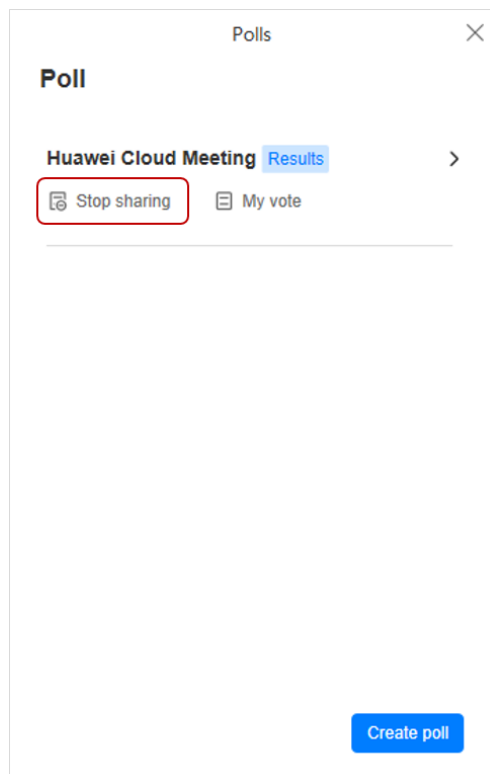 Polls
Poll
Huawei Cloud Meeting Results
Stop sharing My vote
Create poll